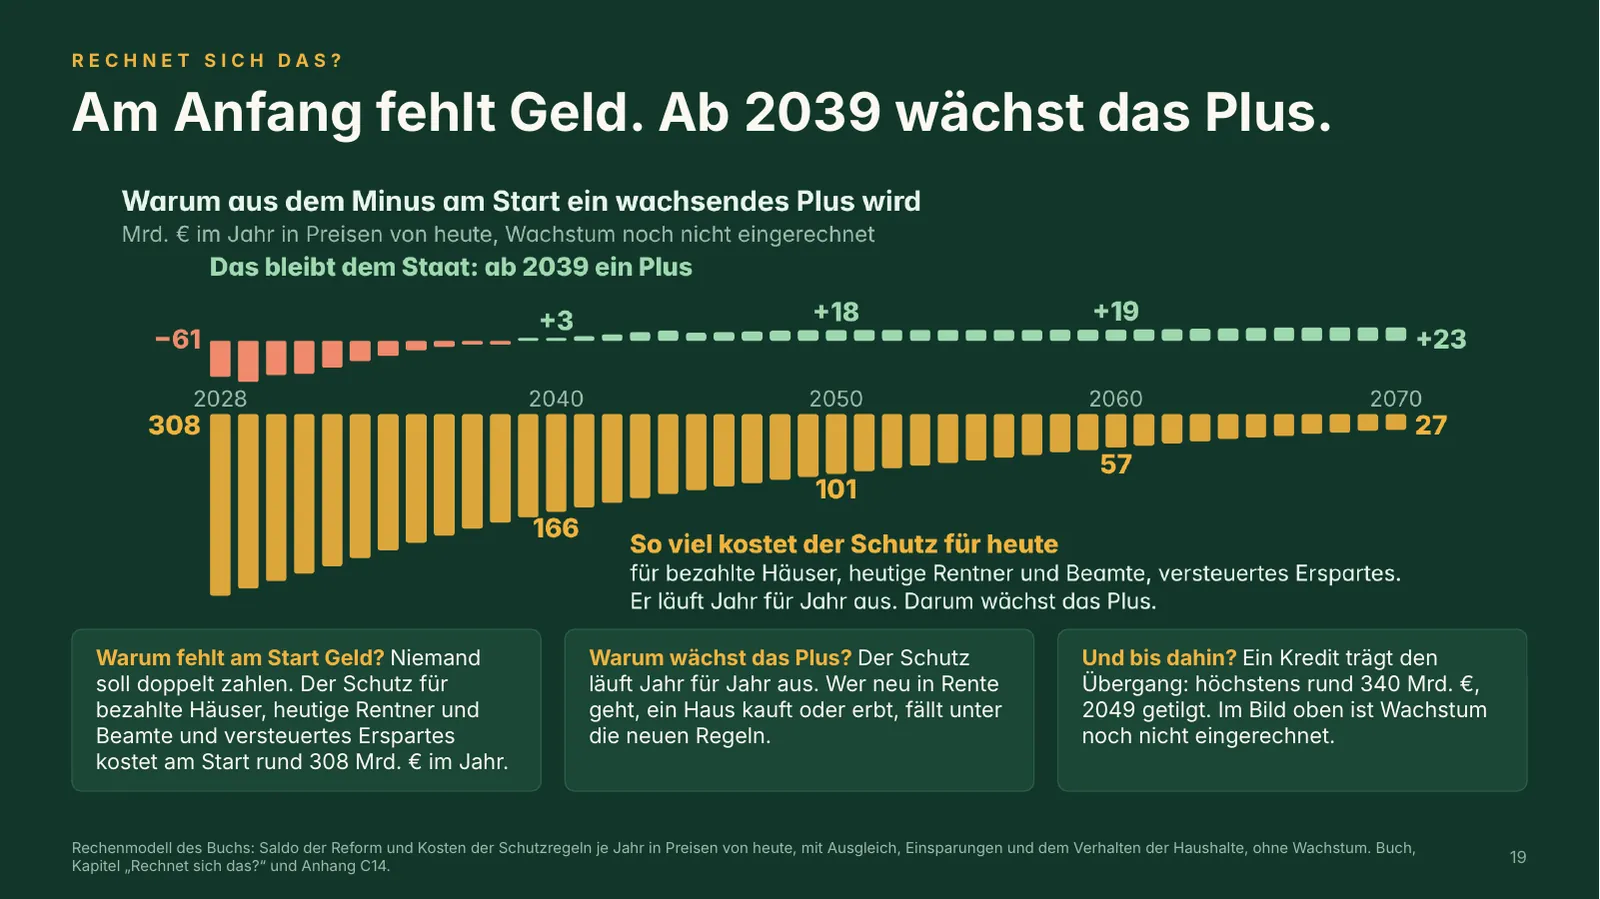 RECHNET SICH DAS?
Am Anfang fehlt Geld. Ab 2039 wächst das Plus.
Warum aus dem Minus am Start ein wachsendes Plus wird
Mrd. € im Jahr in Preisen von heute, Wachstum noch nicht eingerechnet
Das bleibt dem Staat: ab 2039 ein Plus
−61 +3 +18 +19 +23
2028 2040 2050 2060 2070
308 166 101 57 27
So viel kostet der Schutz für heute
für bezahlte Häuser, heutige Rentner und Beamte, versteuertes Erspartes.
Er läuft Jahr für Jahr aus. Darum wächst das Plus.
Warum fehlt am Start Geld? Niemand
soll doppelt zahlen. Der Schutz für
bezahlte Häuser, heutige Rentner und
Beamte und versteuertes Erspartes
kostet am Start rund 308 Mrd. € im Jahr.
Warum wächst das Plus? Der Schutz
läuft Jahr für Jahr aus. Wer neu in Rente
geht, ein Haus kauft oder erbt, fällt unter
die neuen Regeln.
Und bis dahin? Ein Kredit trägt den
Übergang: höchstens rund 340 Mrd. €,
2049 getilgt. Im Bild oben ist Wachstum
noch nicht eingerechnet.
Rechenmodell des Buchs: Saldo der Reform und Kosten der Schutzregeln je Jahr in Preisen von heute, mit Ausgleich, Einsparungen und dem Verhalten der Haushalte, ohne Wachstum. Buch,
Kapitel „Rechnet sich das?“ und Anhang C14.
19